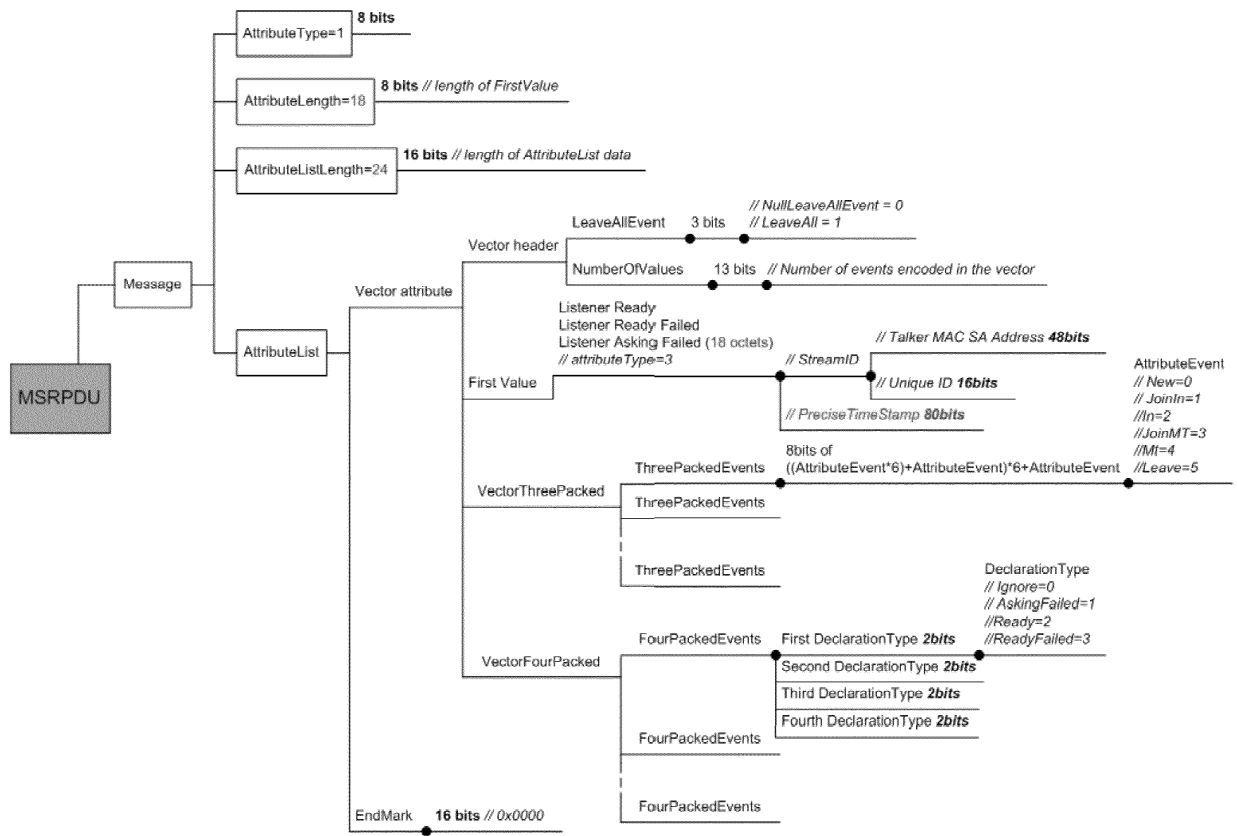 8 bits
AttributeType=1
AttributeLength=18
8 bits // length of FirstValue
AttributeListLength=24
16 bits // length of AttributeList data
MSRPDU
Message
AttributeList
Vector attribute
Vector header
LeaveAllEvent
3 bits
// NullLeaveAllEvent = 0
// LeaveAll = 1
NumberOfValues
13 bits
// Number of events encoded in the vector
First Value
Listener Ready
Listener Ready Failed
Listener Asking Failed (18 octets)
// attributeType=3
// StreamID
// Talker MAC SA Address 48bits
// Unique ID 16bits
// PreciseTimeStamp 80bits
VectorThreePacked
ThreePackedEvents
8bits of
((AttributeEvent*6)+AttributeEvent)*6+AttributeEvent
AttributeEvent
// New=0
// JoinIn=1
//In=2
//JoinMT=3
//Mt=4
//Leave=5
ThreePackedEvents
ThreePackedEvents
VectorFourPacked
FourPackedEvents
First DeclarationType 2bits
Second DeclarationType 2bits
Third DeclarationType 2bits
Fourth DeclarationType 2bits
DeclarationType
// Ignore=0
// AskingFailed=1
//Ready=2
//ReadyFailed=3
FourPackedEvents
FourPackedEvents
EndMark
16 bits // 0x0000